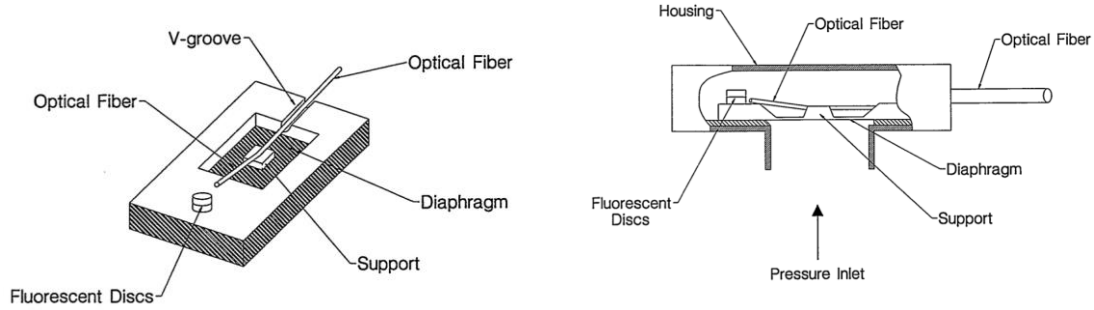 V-groove
Optical Fiber
Optical Fiber
Diaphragm
Support
Fluorescent Discs
Housing
Optical Fiber
Optical Fiber
Diaphragm
Fluorescent
Discs
Support
Pressure Inlet